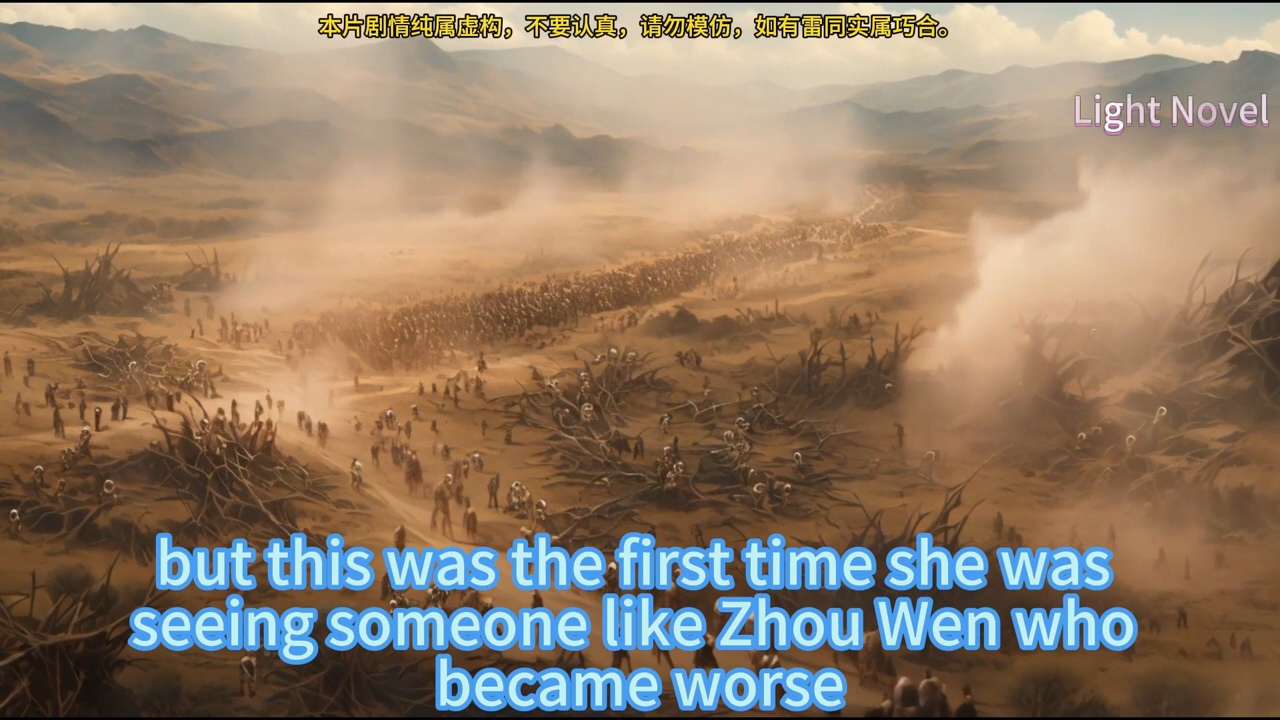 本片剧情纯属虚构，不要认真，请勿模仿，如有雷同实属巧合。
Light Novel
but this was the first time she was
seeing someone like Zhou Wen who
became worse